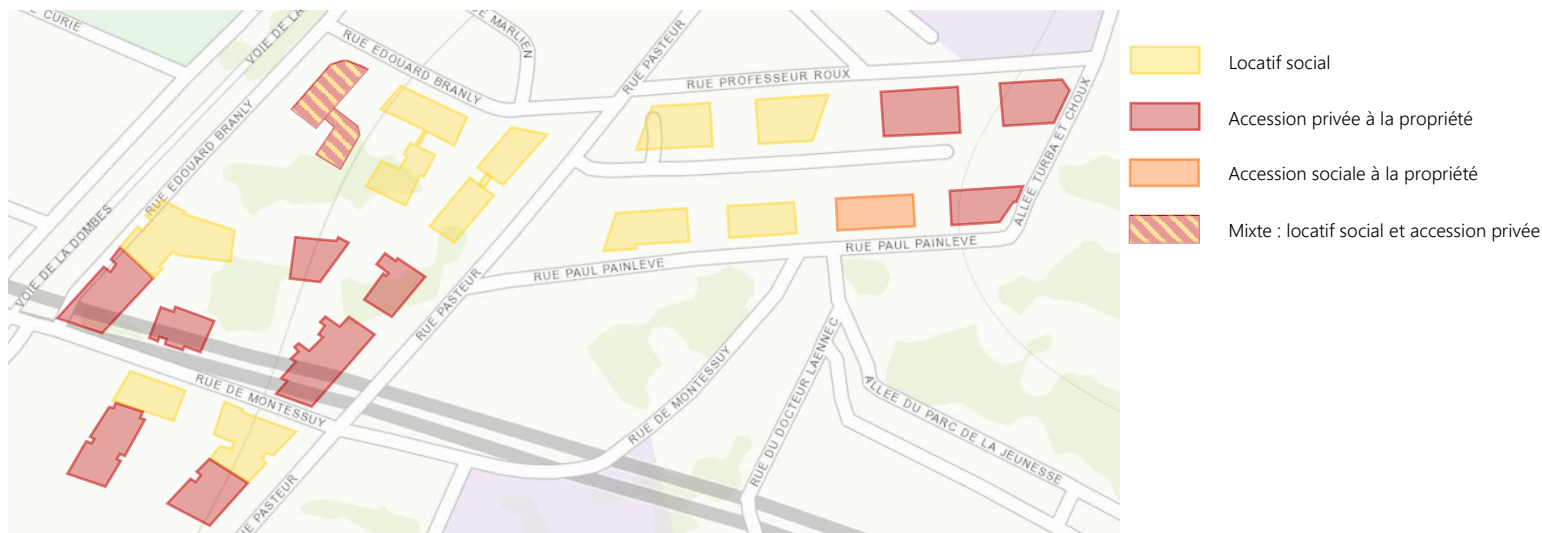 E CURIE
VOIE DE LA
RUE EDOUARD BRANLY
DE MARLIEN
RUE PASTEUR
RUE PROFESSEUR ROUX
RUE EDOUARD BRANLY
ALLEE TURBA ET CHOUX
VOIE DE LA DOMBES
RUE PAUL PAINLEVE
RUE PAUL PAINLEVE
RUE PASTEUR
RUE DE MONTESSUY
RUE DE MONTESSUY
RUE DU DOCTEUR LAENNEC
ALLEE DU PARC DE LA JEUNESSE
RUE PASTEUR
Locatif social
Accession privée à la propriété
Accession sociale à la propriété
Mixte : locatif social et accession privée